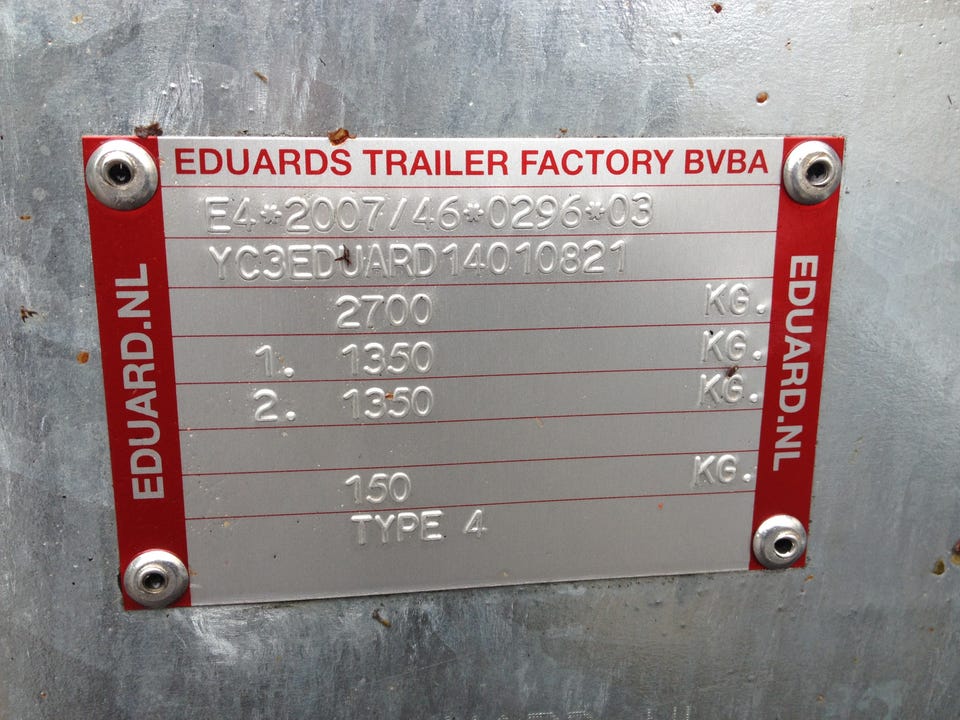 EDUARDS TRAILER FACTORY BVBA
E4*2007/46*0296*03
YC3EDUARD14010821
2700 KG.
1. 1350 KG.
2. 1350 KG.
150 KG.
TYPE 4
EDUARD.NL
EDUARD.NL